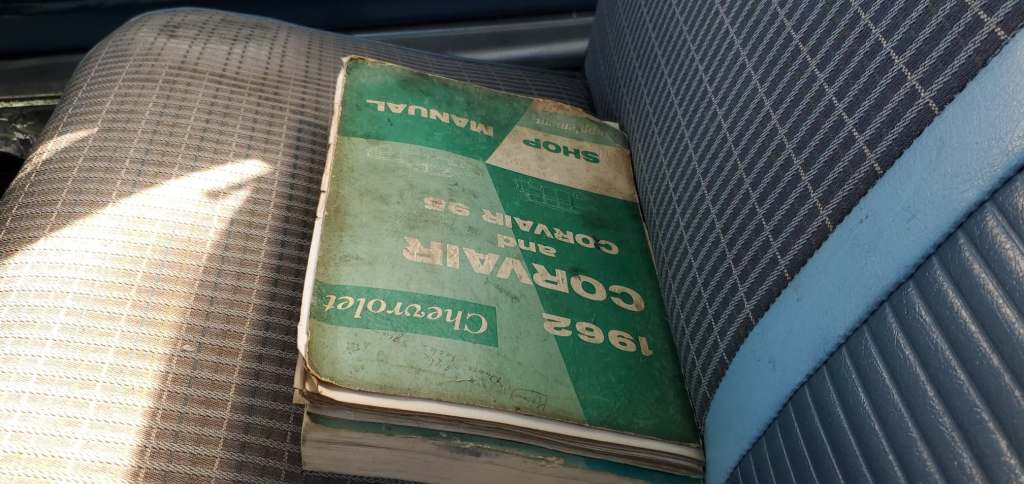 1962
CORVAIR
and
CORVAIR 95
Chevrolet
SHOP
MANUAL